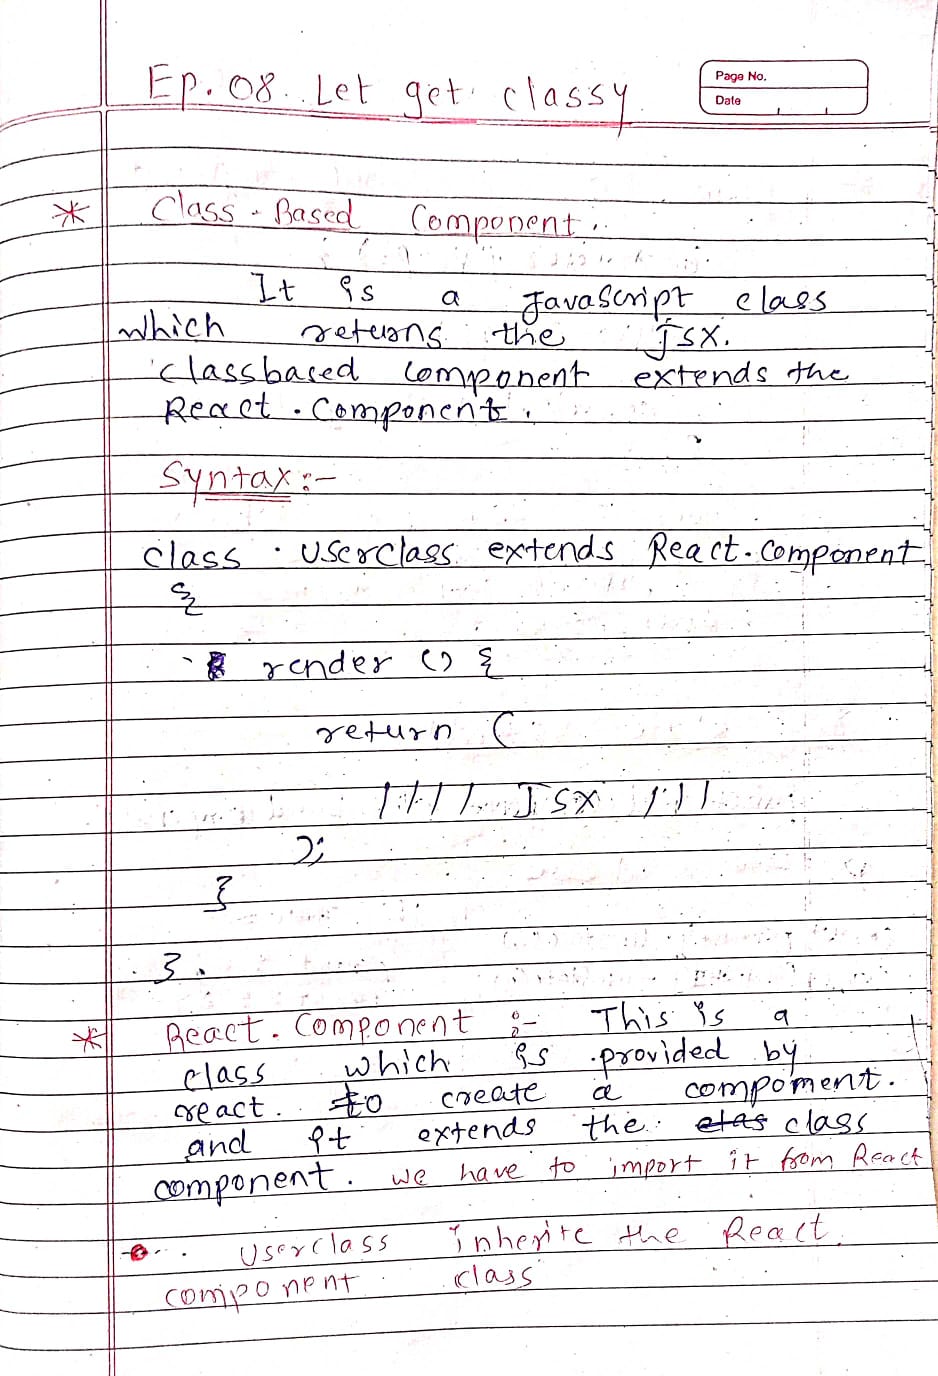 Ep. 08. Let get classy
Page No.
Date
* Class - Based Component.
It is a JavaScript class
which returns the JSX.
classbased component extends the
React . Component.
Syntax :-
class UserClass extends React.Component
{
render () {
return (
//// JSX ///
);
}
}.
* React. Component :- This is a
class which is provided by
react. to create a compoment.
and it extends the clas class
component. we have to import it from React
Userclass inherite the React.
component class